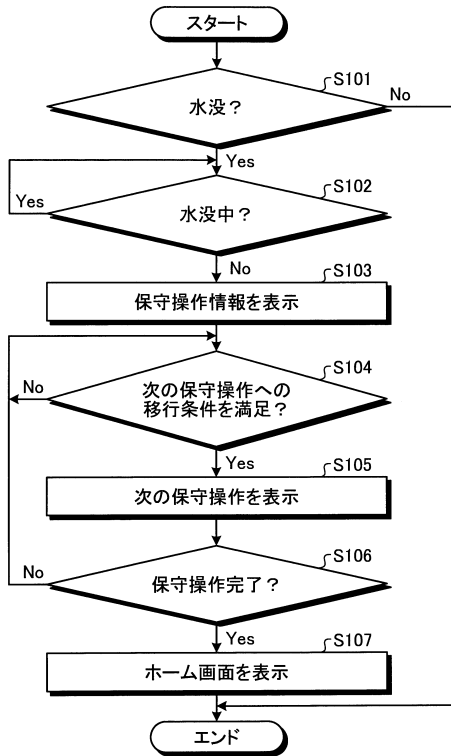 スタート
S101
水没？
No
Yes
S102
水没中？
Yes
No
S103
保守操作情報を表示
S104
次の保守操作への
移行条件を満足？
No
Yes
S105
次の保守操作を表示
S106
保守操作完了？
No
Yes
S107
ホーム画面を表示
エンド